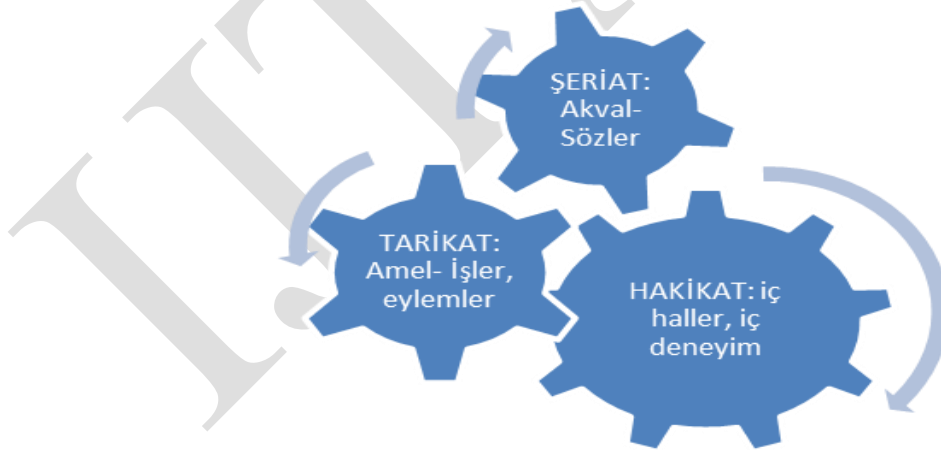 ŞERİAT:
Akval-
Sözler
TARİKAT:
Amel- İşler,
eylemler
HAKİKAT: iç
haller, iç
deneyim